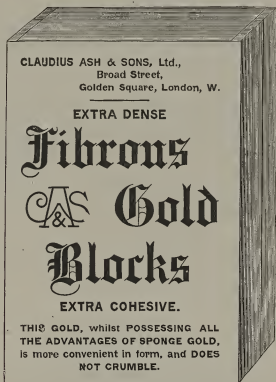 CLAUDIUS ASH & SONS, Ltd.,
Broad Street,
Golden Square, London, W.
EXTRA DENSE
Fibrous
CA&S Gold
Blocks
EXTRA COHESIVE.
THIS GOLD, whilst POSSESSING ALL
THE ADVANTAGES OF SPONGE GOLD,
is more convenient in form, and DOES
NOT CRUMBLE.